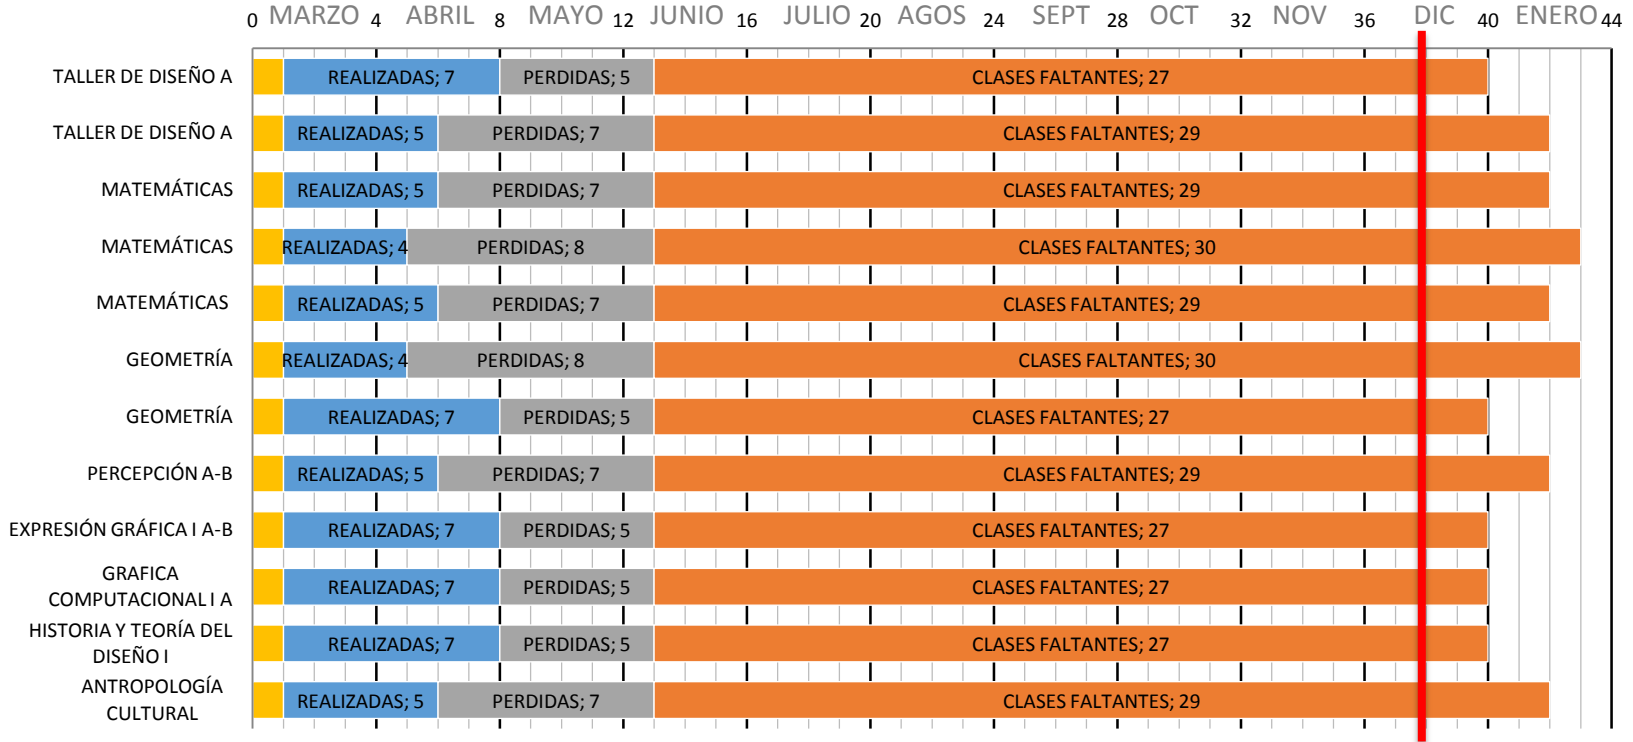 0 MARZO 4 ABRIL 8 MAYO 12 JUNIO 16 JULIO 20 AGOS 24 SEPT 28 OCT 32 NOV 36 DIC 40 ENERO 44
TALLER DE DISEÑO A REALIZADAS; 7 PERDIDAS; 5 CLASES FALTANTES; 27
TALLER DE DISEÑO A REALIZADAS; 5 PERDIDAS; 7 CLASES FALTANTES; 29
MATEMÁTICAS REALIZADAS; 5 PERDIDAS; 7 CLASES FALTANTES; 29
MATEMÁTICAS REALIZADAS; 4 PERDIDAS; 8 CLASES FALTANTES; 30
MATEMÁTICAS REALIZADAS; 5 PERDIDAS; 7 CLASES FALTANTES; 29
GEOMETRÍA REALIZADAS; 4 PERDIDAS; 8 CLASES FALTANTES; 30
GEOMETRÍA REALIZADAS; 7 PERDIDAS; 5 CLASES FALTANTES; 27
PERCEPCIÓN A-B REALIZADAS; 5 PERDIDAS; 7 CLASES FALTANTES; 29
EXPRESIÓN GRÁFICA I A-B REALIZADAS; 7 PERDIDAS; 5 CLASES FALTANTES; 27
GRAFICA
COMPUTACIONAL I A REALIZADAS; 7 PERDIDAS; 5 CLASES FALTANTES; 27
HISTORIA Y TEORÍA DEL
DISEÑO I REALIZADAS; 7 PERDIDAS; 5 CLASES FALTANTES; 27
ANTROPOLOGÍA
CULTURAL REALIZADAS; 5 PERDIDAS; 7 CLASES FALTANTES; 29